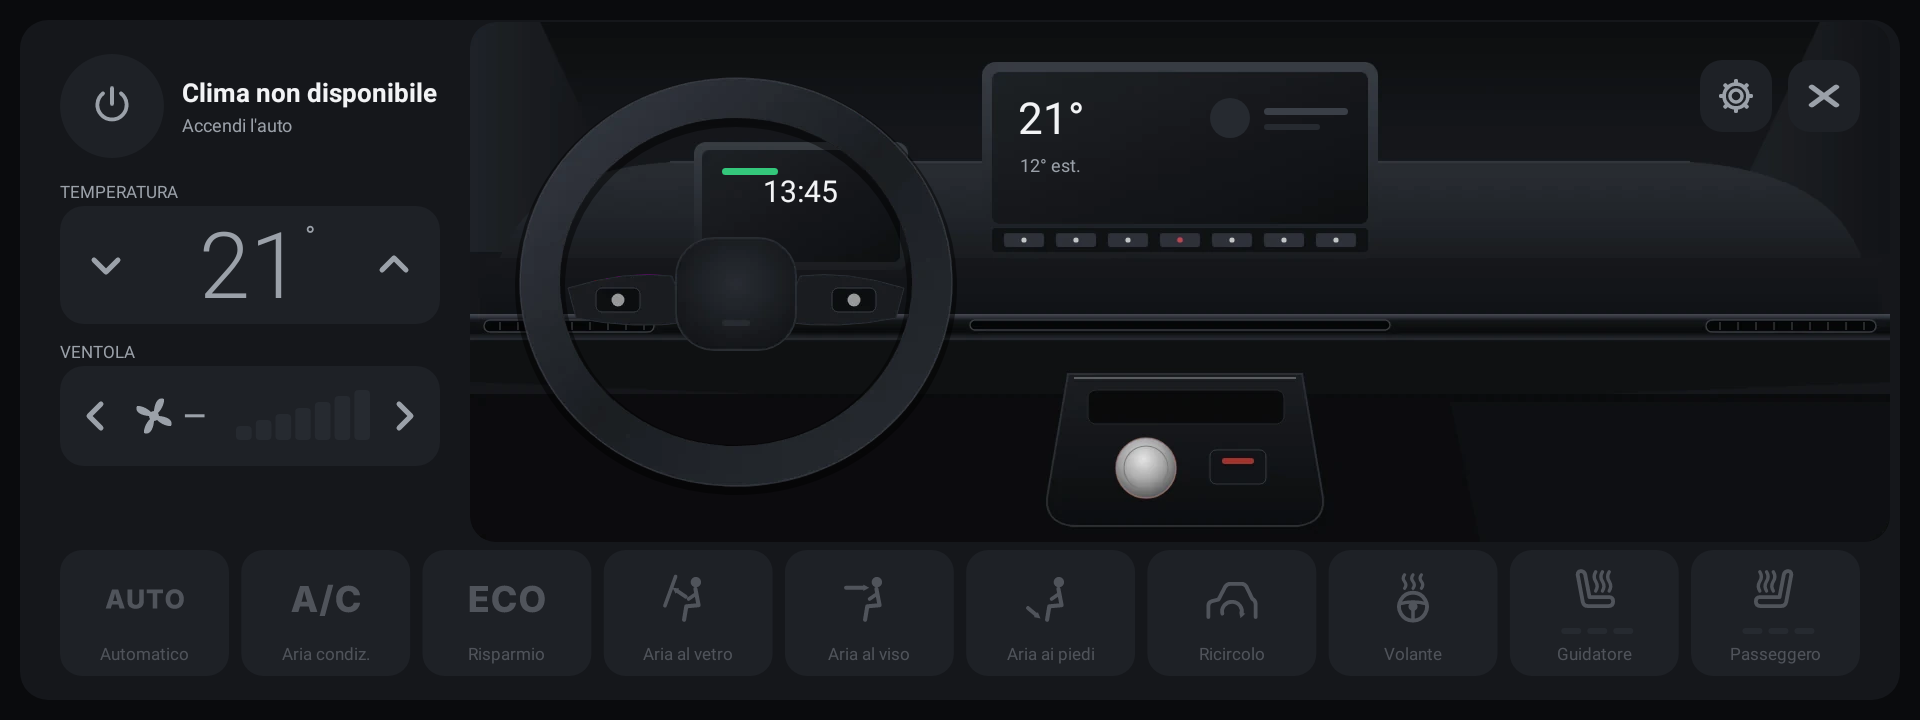 Clima non disponibile
Accendi l'auto
TEMPERATURA
21°
VENTOLA
21°
12° est.
13:45
AUTO
Automatico
A/C
Aria condiz.
ECO
Risparmio
Aria al vetro
Aria al viso
Aria ai piedi
Ricircolo
Volante
Guidatore
Passeggero